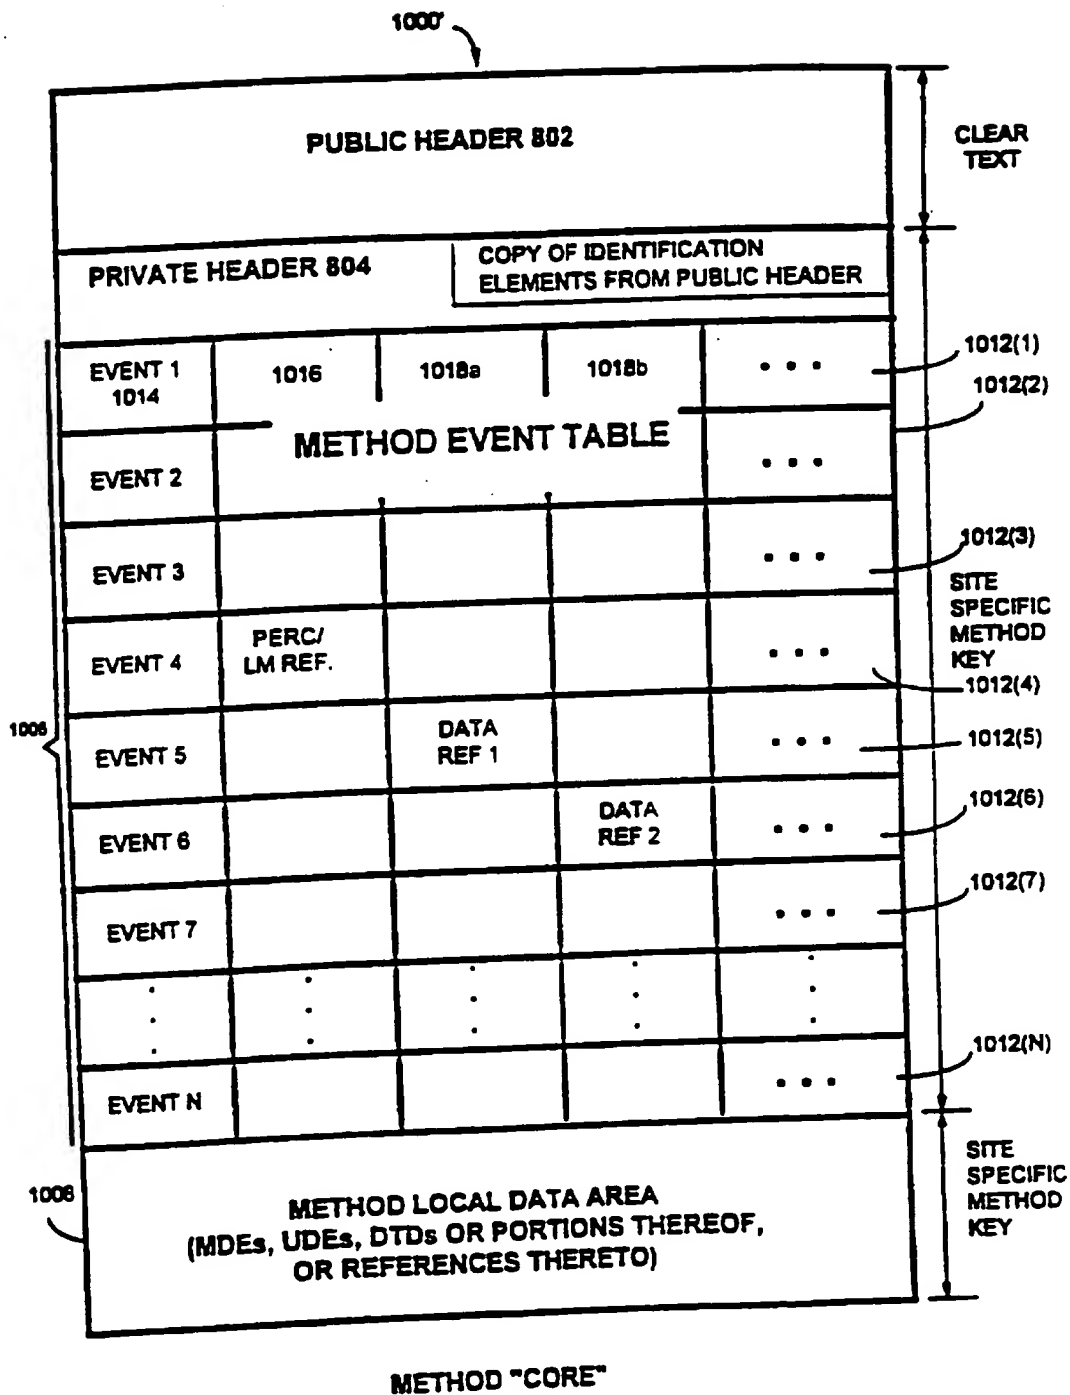 1000'
PUBLIC HEADER 802
CLEAR
TEXT
PRIVATE HEADER 804
COPY OF IDENTIFICATION
ELEMENTS FROM PUBLIC HEADER
EVENT 1
1014
1016
1018a
1018b
• • •
1012(1)
1012(2)
METHOD EVENT TABLE
EVENT 2
• • •
EVENT 3
• • •
1012(3)
SITE
SPECIFIC
METHOD
KEY
EVENT 4
PERC/
LM REF.
• • •
1012(4)
1006
EVENT 5
DATA
REF 1
• • •
1012(5)
EVENT 6
DATA
REF 2
• • •
1012(6)
EVENT 7
• • •
1012(7)
EVENT N
• • •
1012(N)
1008
METHOD LOCAL DATA AREA
(MDEs, UDEs, DTDs OR PORTIONS THEREOF,
OR REFERENCES THERETO)
SITE
SPECIFIC
METHOD
KEY
METHOD "CORE"